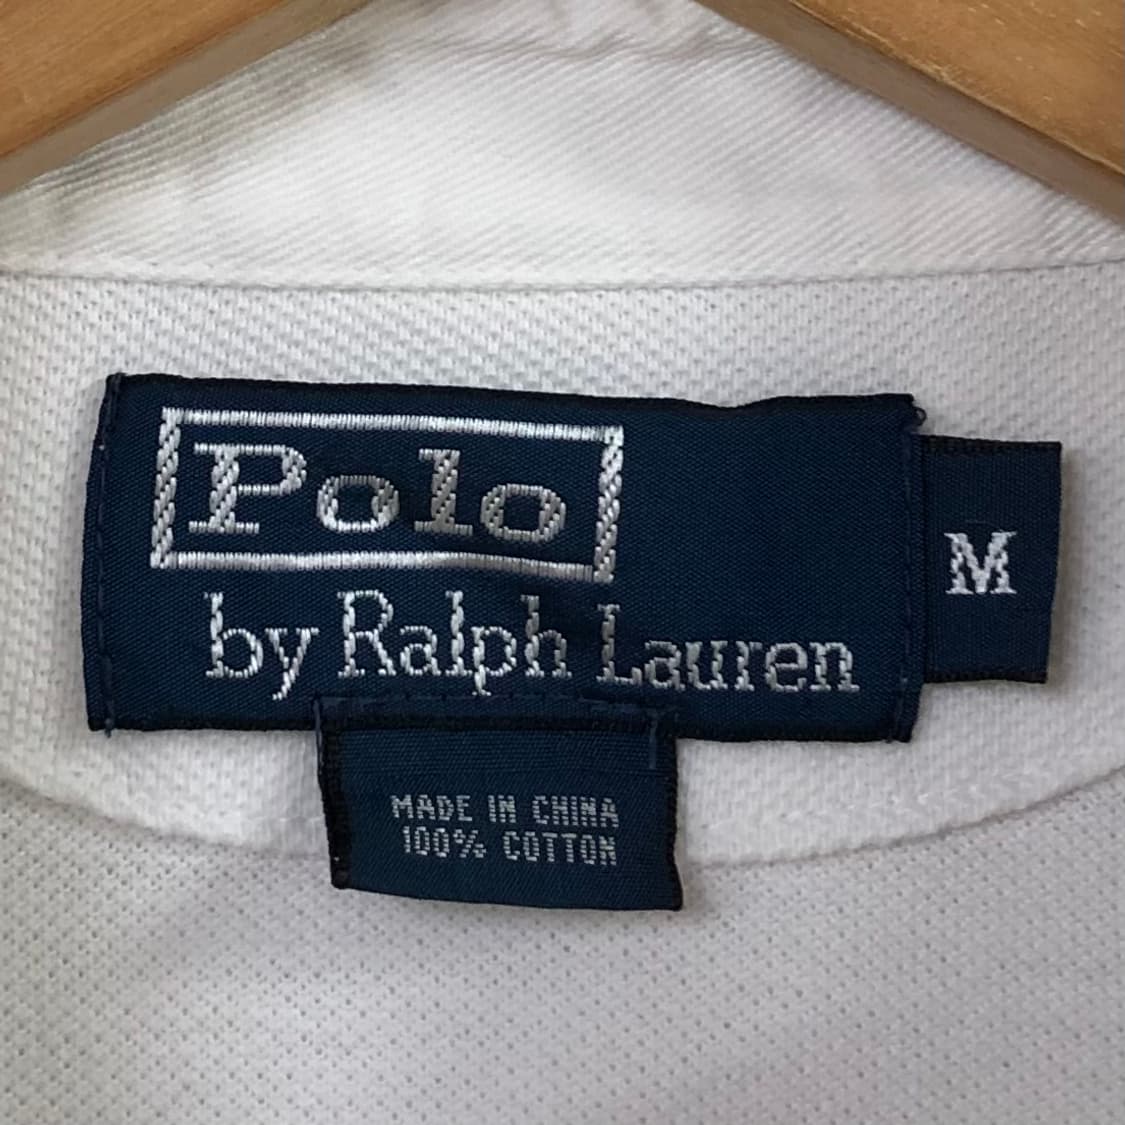 Polo
by Ralph Lauren
M
MADE IN CHINA
100% COTTON